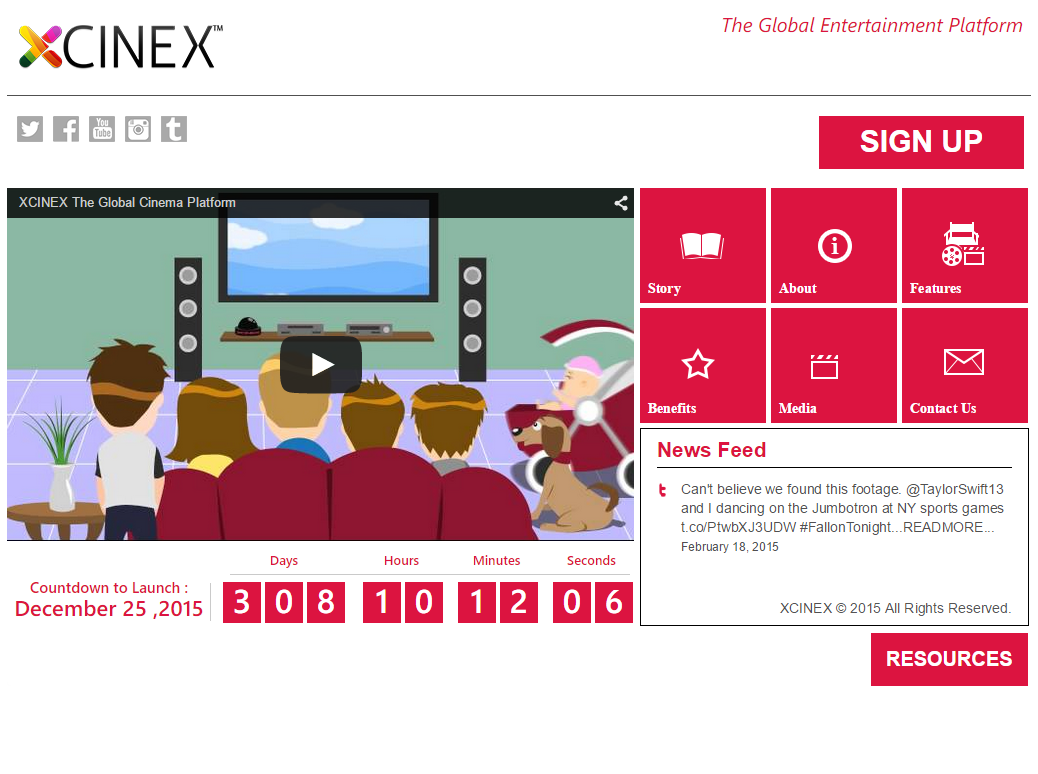 XCINEX™
The Global Entertainment Platform
You
Tube
SIGN UP
XCINEX The Global Cinema Platform
Story
About
Features
Benefits
Media
Contact Us
News Feed
Can't believe we found this footage. @TaylorSwift13
and I dancing on the Jumbotron at NY sports games
t.co/PtwbXJ3UDW #FallonTonight...READMORE...
February 18, 2015
XCINEX © 2015 All Rights Reserved.
Days Hours Minutes Seconds
Countdown to Launch :
December 25 ,2015
3 0 8 1 0 1 2 0 6
RESOURCES